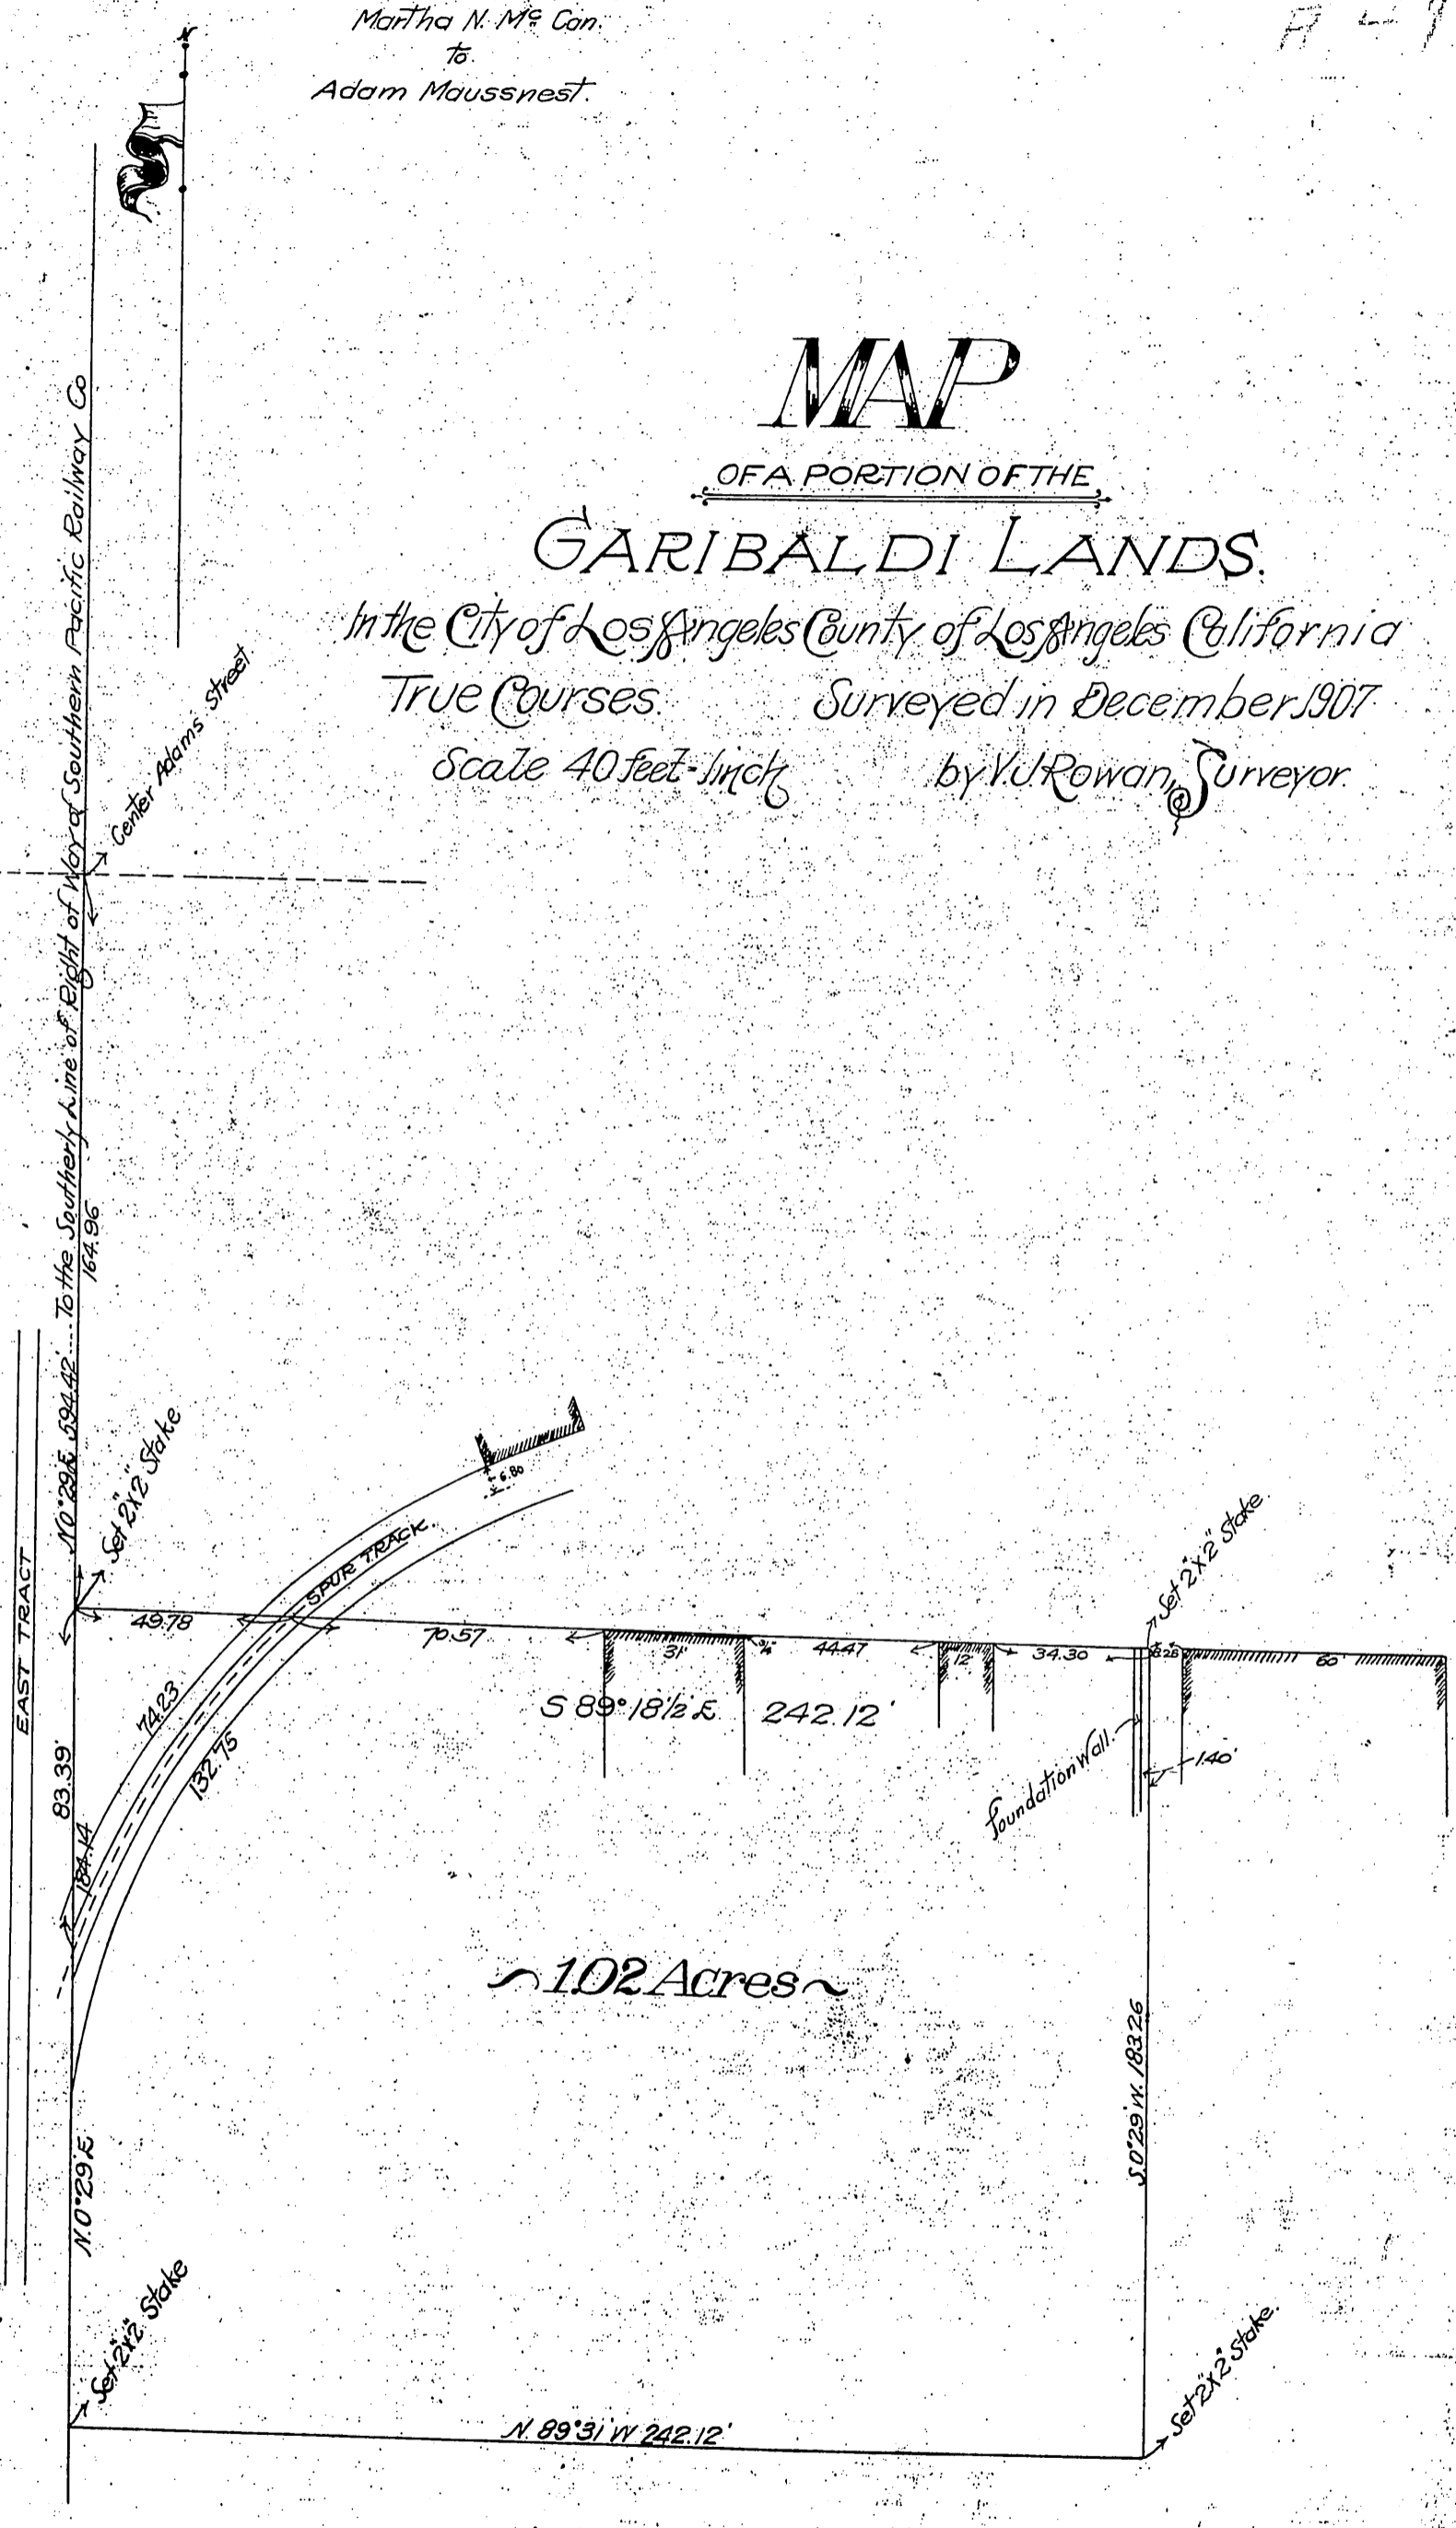 Martha N. Mc Can.
to
Adam Maussnest.
N
MAP
OF A PORTION OF THE
GARIBALDI LANDS.
In the City of Los Angeles County of Los Angeles California
True Courses. Surveyed in December 1907
Scale 40 feet-1inch by V.J. Rowan, Surveyor.
Center Adams Street
N 0°29'E 594.42'----To the Southerly Line of Right of Way of Southern Pacific Railway Co
164.96
Set 2"x2" Stake
EAST TRACT
6.80
SPUR TRACK.
Set 2"x2" Stake.
49.78
70.57
31'
44.47
12'
34.30
8.28
60'
S 89°18½'E 242.12'
74.23
132.75
83.39'
184.14
Foundation Wall.
1.40'
1.02 Acres
S.0°29'W. 183.26
N.0°29'E.
Set 2"x2" Stake
Set 2"x2" Stake.
N. 89°31'W 242.12'